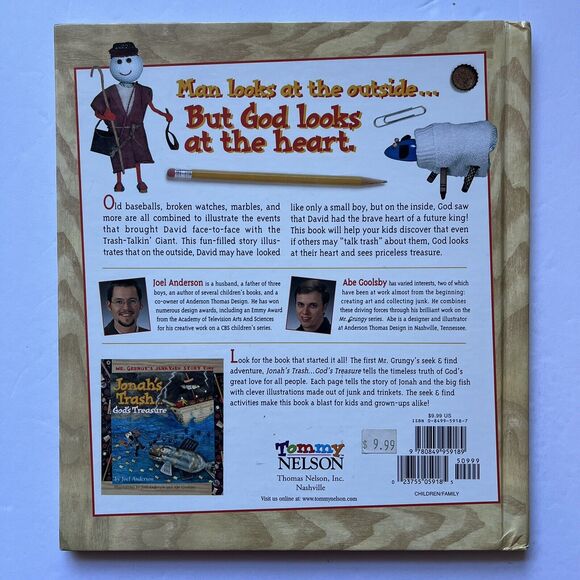 Man looks at the outside...
But God looks
at the heart.
Old baseballs, broken watches, marbles, and
more are all combined to illustrate the events
that brought David face-to-face with the
Trash-Talkin' Giant. This fun-filled story illus-
trates that on the outside, David may have looked
like only a small boy, but on the inside, God saw
that David had the brave heart of a future king!
This book will help your kids discover that even
if others may "talk trash" about them, God looks
at their heart and sees priceless treasure.
Joel Anderson is a husband, a father of three
boys, an author of several children's books, and a
co-owner of Anderson Thomas Design. He has won
numerous design awards, including an Emmy Award
from the Academy of Television Arts And Sciences
for his creative work on a CBS children's series.
Abe Goolsby has varied interests, two of which
have been at work almost from the beginning:
creating art and collecting junk. He combines
these driving forces through his brilliant work on the
Mr. Grungy series. Abe is a designer and illustrator
at Anderson Thomas Design in Nashville, Tennessee.
MR. GRUNGY'S JUNKYARD STORY TIME
Jonah's
Trash
God's Treasure
by Joel Anderson
Look for the book that started it all! The first Mr. Grungy's seek & find
adventure, Jonah's Trash...God's Treasure tells the timeless truth of God's
great love for all people. Each page tells the story of Jonah and the big fish
with clever illustrations made out of junk and trinkets. The seek & find
activities make this book a blast for kids and grown-ups alike!
Tommy
NELSON
Thomas Nelson, Inc.
Nashville
Visit us online at: www.tommynelson.com
$ 9.99
$9.99 US
ISBN 0-8499-5918-7
9 780849 959189
50999
0 23755 05918 5
CHILDREN/FAMILY